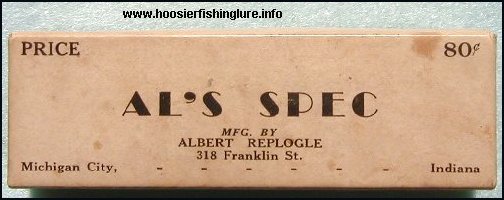 www.hoosierfishinglure.info
PRICE 80¢
AL'S SPEC
MFG. BY
ALBERT REPLOGLE
318 Franklin St.
Michigan City, - - - - - - Indiana